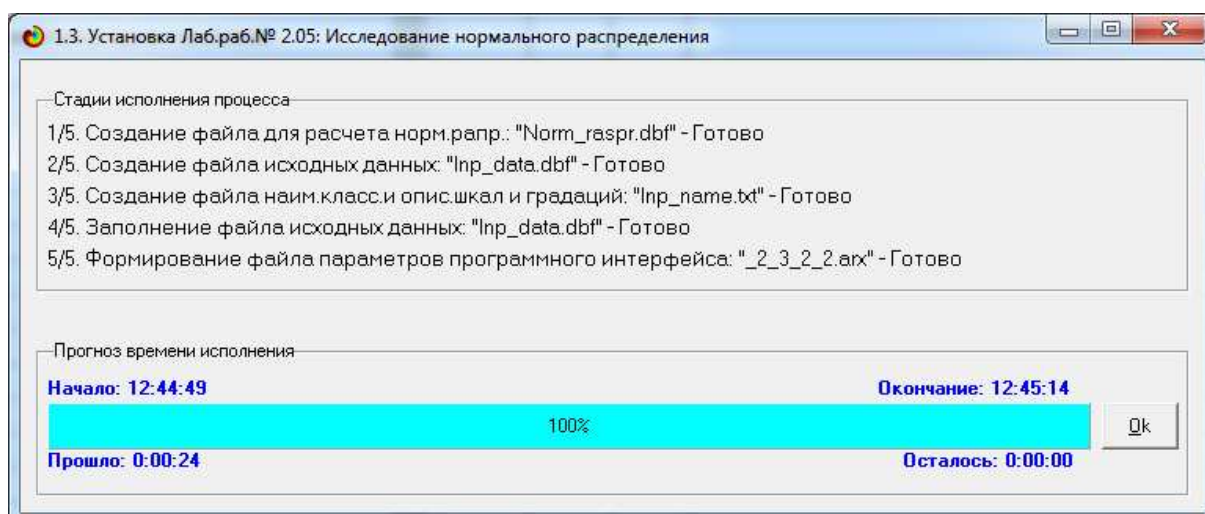 1.3. Установка Лаб.раб.№ 2.05: Исследование нормального распределения
Стадии исполнения процесса
1/5. Создание файла для расчета норм.рапр.: "Norm_raspr.dbf" - Готово
2/5. Создание файла исходных данных: "Inp_data.dbf" - Готово
3/5. Создание файла наим.класс.и опис.шкал и градаций: "Inp_name.txt" - Готово
4/5. Заполнение файла исходных данных: "Inp_data.dbf" - Готово
5/5. Формирование файла параметров программного интерфейса: "_2_3_2_2.arx" - Готово
Прогноз времени исполнения
Начало: 12:44:49 Окончание: 12:45:14
100% Ok
Прошло: 0:00:24 Осталось: 0:00:00